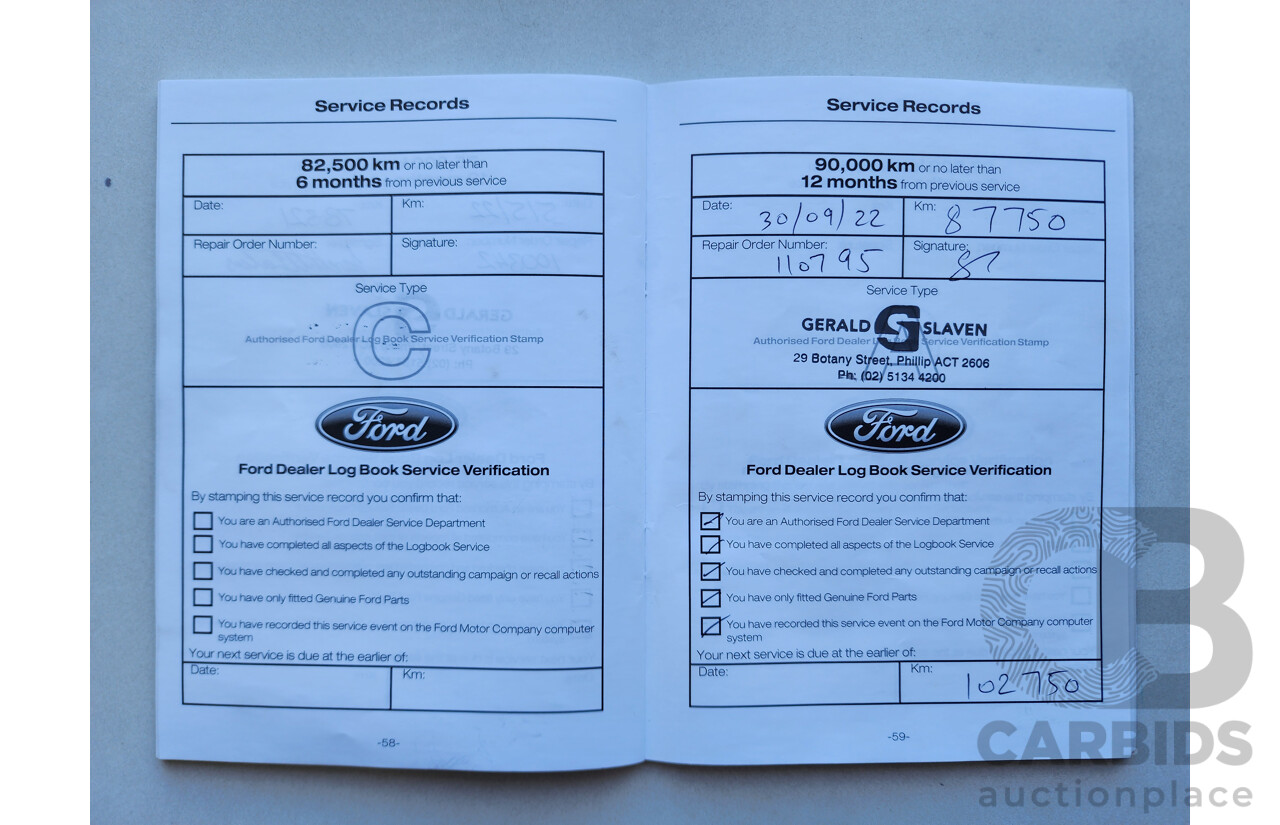 Service Records
82,500 km or no later than
6 months from previous service
Date:
Km:
Repair Order Number:
Signature:
Service Type
C
Authorised Ford Dealer Log Book Service Verification Stamp
Ford
Ford Dealer Log Book Service Verification
By stamping this service record you confirm that:
You are an Authorised Ford Dealer Service Department
You have completed all aspects of the Logbook Service
You have checked and completed any outstanding campaign or recall actions
You have only fitted Genuine Ford Parts
You have recorded this service event on the Ford Motor Company computer
system
Your next service is due at the earlier of:
Date:
Km:
-58-
Service Records
90,000 km or no later than
12 months from previous service
Date: 30/09/22
Km: 87750
Repair Order Number: 110795
Signature:
Service Type
GERALD S SLAVEN
A
Authorised Ford Dealer Log Book Service Verification Stamp
29 Botany Street, Phillip ACT 2606
Ph: (02) 5134 4200
Ford
Ford Dealer Log Book Service Verification
By stamping this service record you confirm that:
You are an Authorised Ford Dealer Service Department
You have completed all aspects of the Logbook Service
You have checked and completed any outstanding campaign or recall actions
You have only fitted Genuine Ford Parts
You have recorded this service event on the Ford Motor Company computer
system
Your next service is due at the earlier of:
Date:
Km: 102750
-59-
CB
CARBIDS
auctionplace